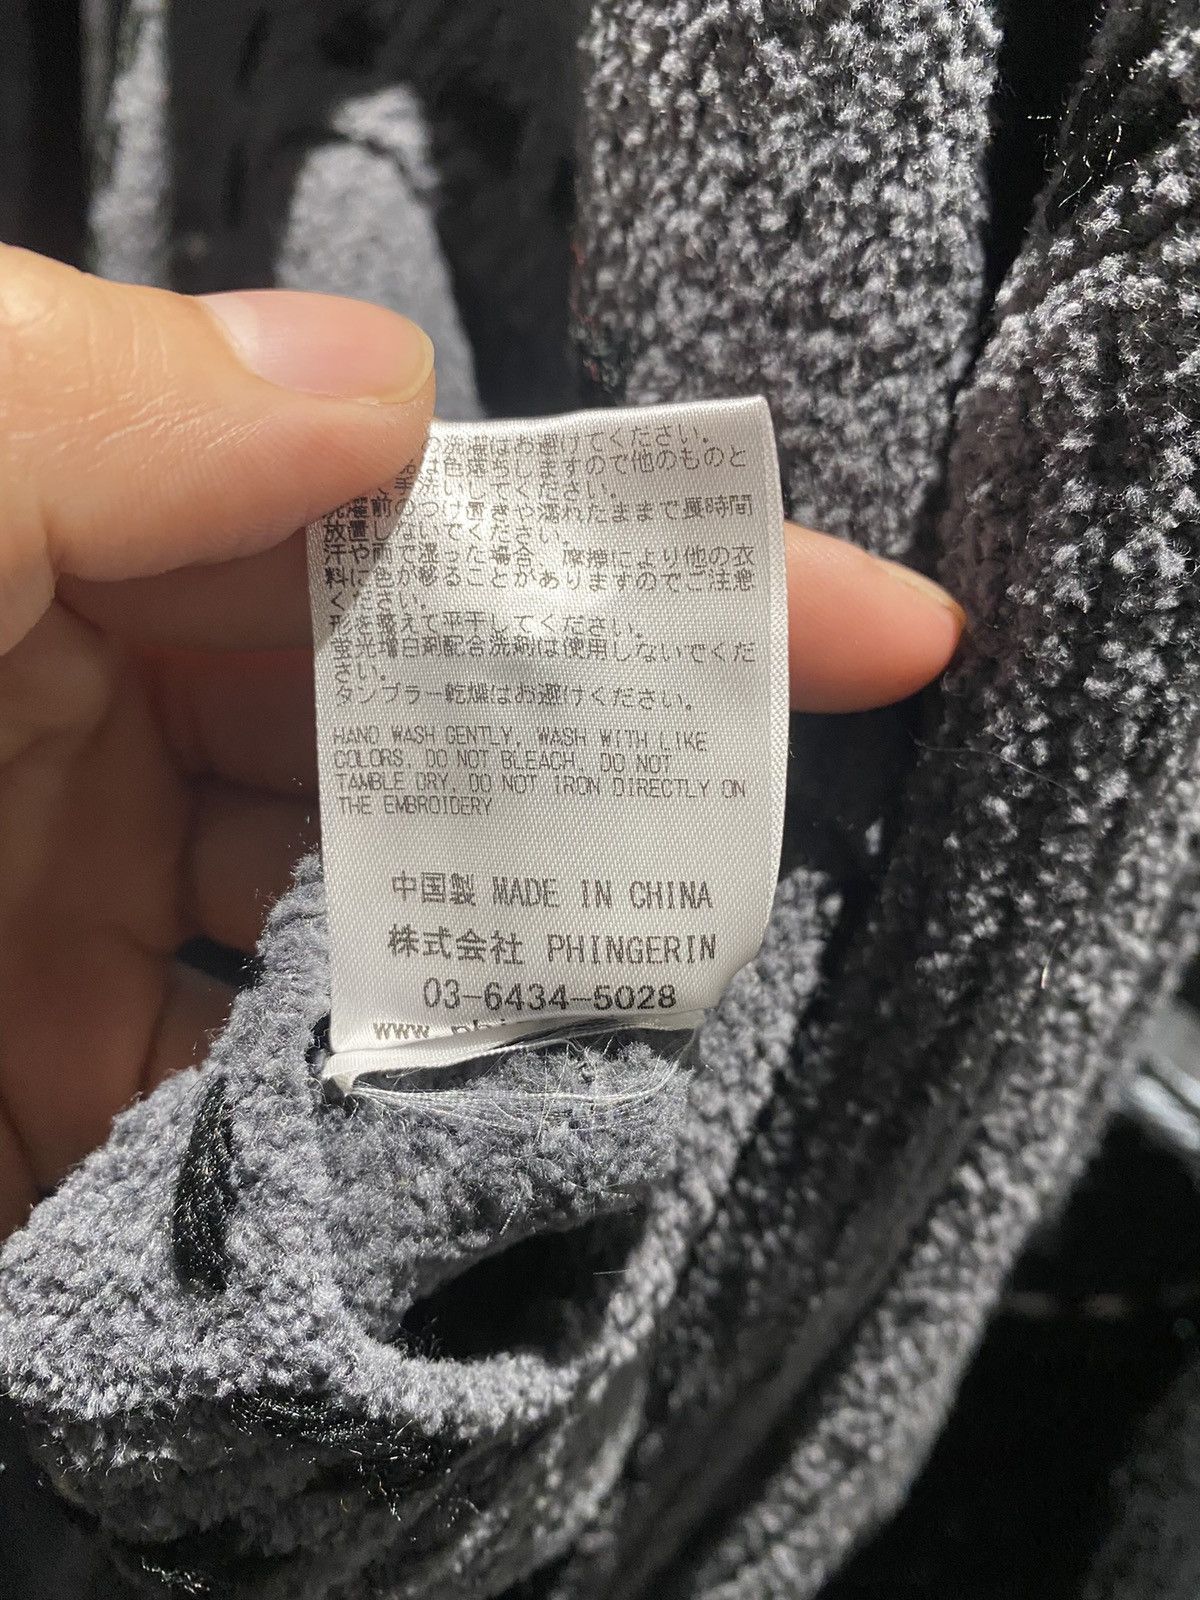 の洗濯はお避けてください。
は色落ちしますので他のものと
手洗いしてください。
洗濯前のつけ置きや濡れたままで長時間
放置しないでください。
汗や雨で湿った場合、摩擦により他の衣
料に色が移ることがありますのでご注意
ください。
形を整えて平干してください。
蛍光増白剤配合洗剤は使用しないでくだ
さい。
タンブラー乾燥はお避けください。
HAND WASH GENTLY, WASH WITH LIKE
COLORS, DO NOT BLEACH, DO NOT
TAMBLE DRY, DO NOT IRON DIRECTLY ON
THE EMBROIDERY
中国製 MADE IN CHINA
株式会社 PHINGERIN
03-6434-5028
www.